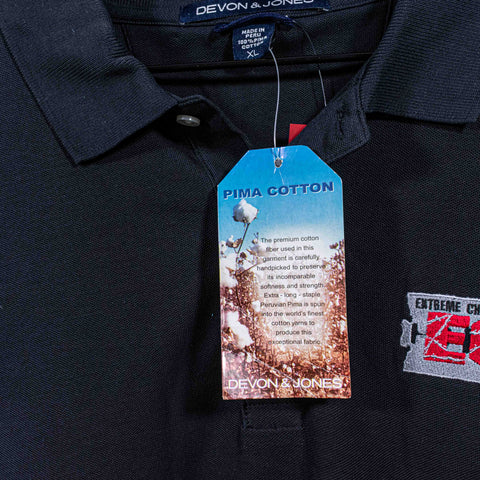 DEVON & JONES
MADE IN
PERU
100% PIMA
COTTON
XL
PIMA COTTON
The premium cotton
fiber used in this
garment is carefully
handpicked to preserve
its incomparable
softness and strength.
Extra - long - staple
Peruvian Pima is spun
into the world's finest
cotton yarns to
produce this
exceptional fabric.
DEVON & JONES
EXTREME CH